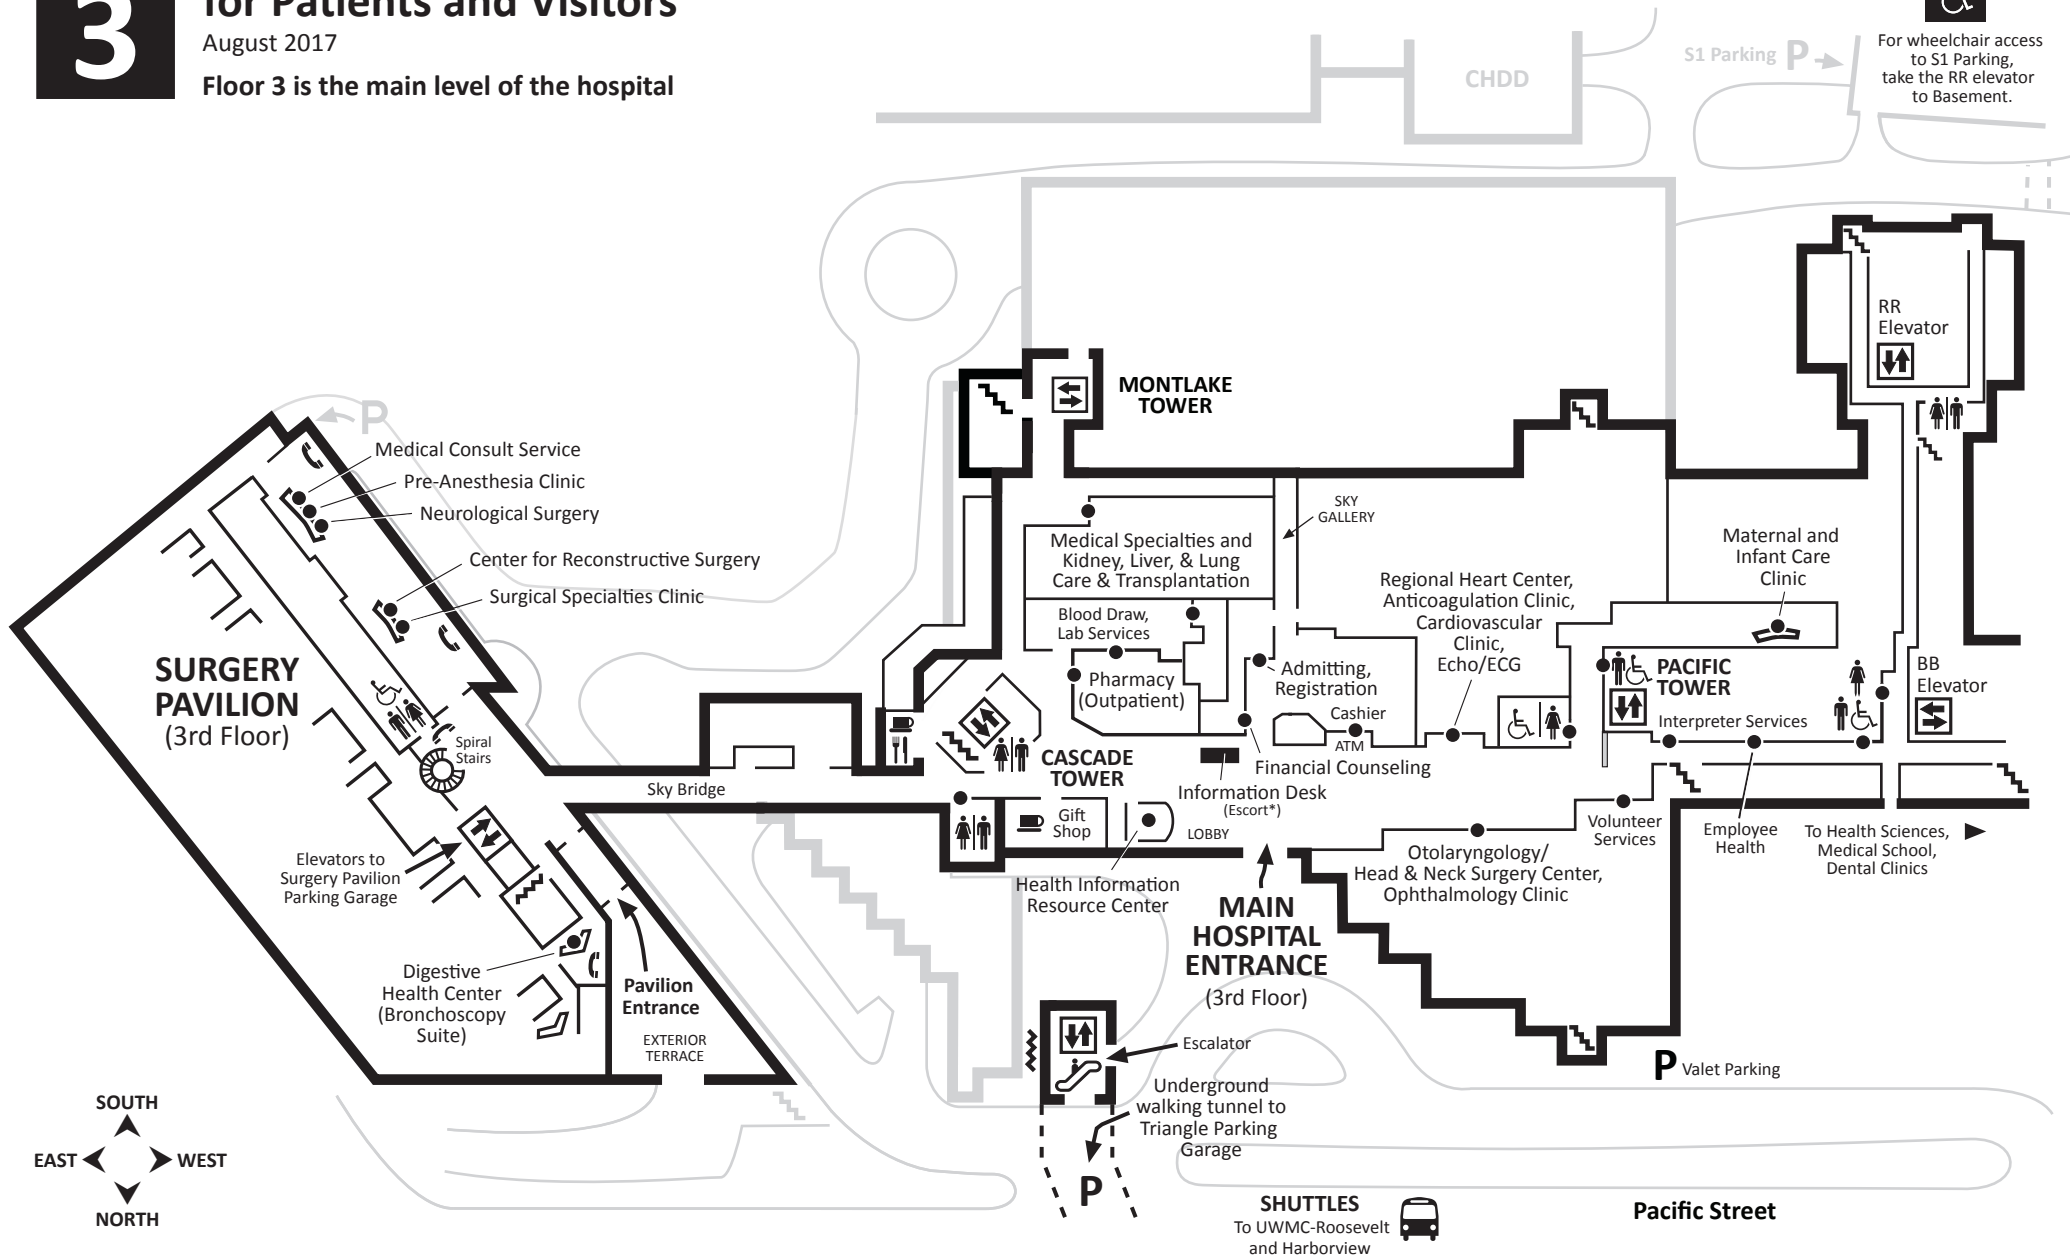 3
for Patients and Visitors
August 2017
Floor 3 is the main level of the hospital
CHDD
S1 Parking P
For wheelchair access
to S1 Parking,
take the RR elevator
to Basement.
RR
Elevator
MONTLAKE
TOWER
P
Medical Consult Service
Pre-Anesthesia Clinic
Neurological Surgery
Center for Reconstructive Surgery
Surgical Specialties Clinic
SKY
GALLERY
Medical Specialties and
Kidney, Liver, & Lung
Care & Transplantation
Blood Draw,
Lab Services
Pharmacy
(Outpatient)
Admitting,
Registration
Cashier
ATM
Regional Heart Center,
Anticoagulation Clinic,
Cardiovascular
Clinic,
Echo/ECG
Maternal and
Infant Care
Clinic
PACIFIC
TOWER
Interpreter Services
BB
Elevator
SURGERY
PAVILION
(3rd Floor)
Spiral
Stairs
Sky Bridge
CASCADE
TOWER
Financial Counseling
Information Desk
(Escort*)
Gift
Shop
LOBBY
Volunteer
Services
Employee
Health
To Health Sciences,
Medical School,
Dental Clinics
Otolaryngology/
Head & Neck Surgery Center,
Ophthalmology Clinic
Elevators to
Surgery Pavilion
Parking Garage
Health Information
Resource Center
MAIN
HOSPITAL
ENTRANCE
(3rd Floor)
Digestive
Health Center
(Bronchoscopy
Suite)
Pavilion
Entrance
EXTERIOR
TERRACE
Escalator
Underground
walking tunnel to
Triangle Parking
Garage
P
P Valet Parking
SOUTH
EAST
WEST
NORTH
SHUTTLES
To UWMC-Roosevelt
and Harborview
Pacific Street